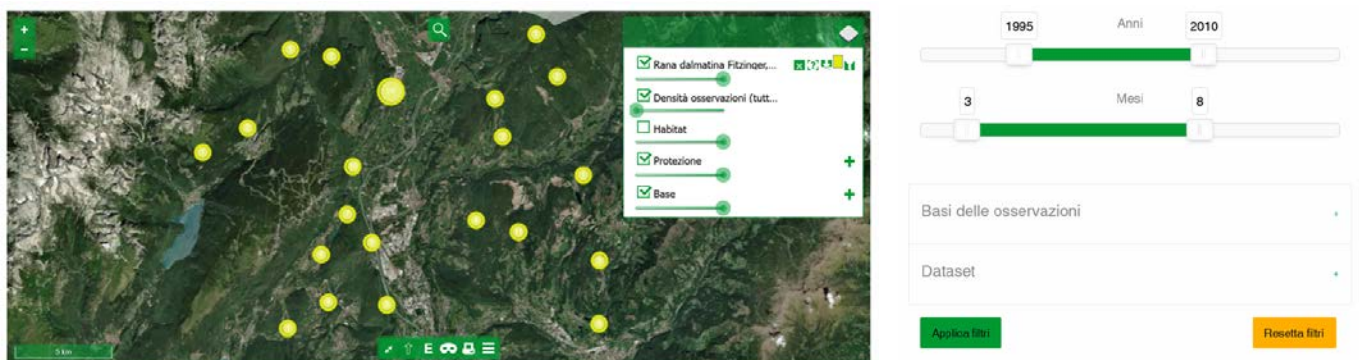 +
−
Rana dalmatina Fitzinger,...
Densità osservazioni (tutt...
Habitat
Protezione +
Base +
5 km
E
Anni
1995 2010
Mesi
3 8
Basi delle osservazioni
Dataset
Applica filtri
Resetta filtri